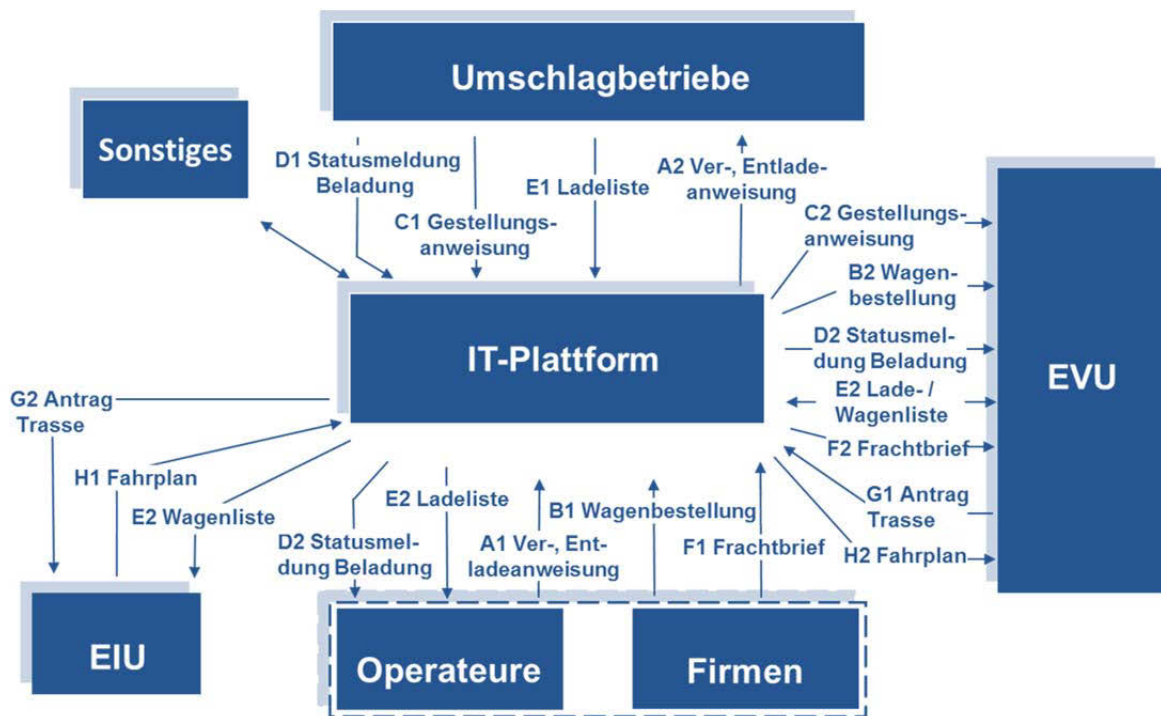 Umschlagbetriebe
Sonstiges
D1 Statusmeldung
Beladung
C1 Gestellungs-
anweisung
E1 Ladeliste
A2 Ver-, Entlade-
anweisung
C2 Gestellungs-
anweisung
B2 Wagen-
bestellung
D2 Statusmel-
dung Beladung
E2 Lade- /
Wagenliste
F2 Frachtbrief
G1 Antrag
Trasse
H2 Fahrplan
EVU
IT-Plattform
G2 Antrag
Trasse
H1 Fahrplan
E2 Wagenliste
D2 Statusmel-
dung Beladung
E2 Ladeliste
A1 Ver-, Ent-
ladeanweisung
B1 Wagenbestellung
F1 Frachtbrief
EIU
Operateure
Firmen